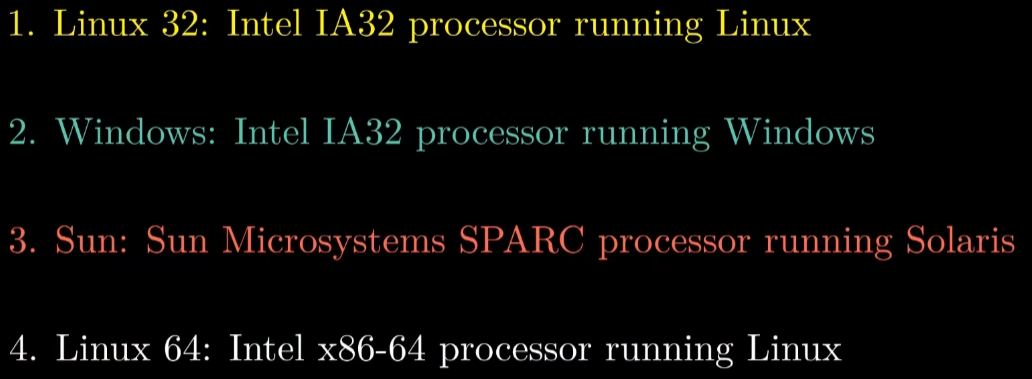 1. Linux 32: Intel IA32 processor running Linux
2. Windows: Intel IA32 processor running Windows
3. Sun: Sun Microsystems SPARC processor running Solaris
4. Linux 64: Intel x86-64 processor running Linux